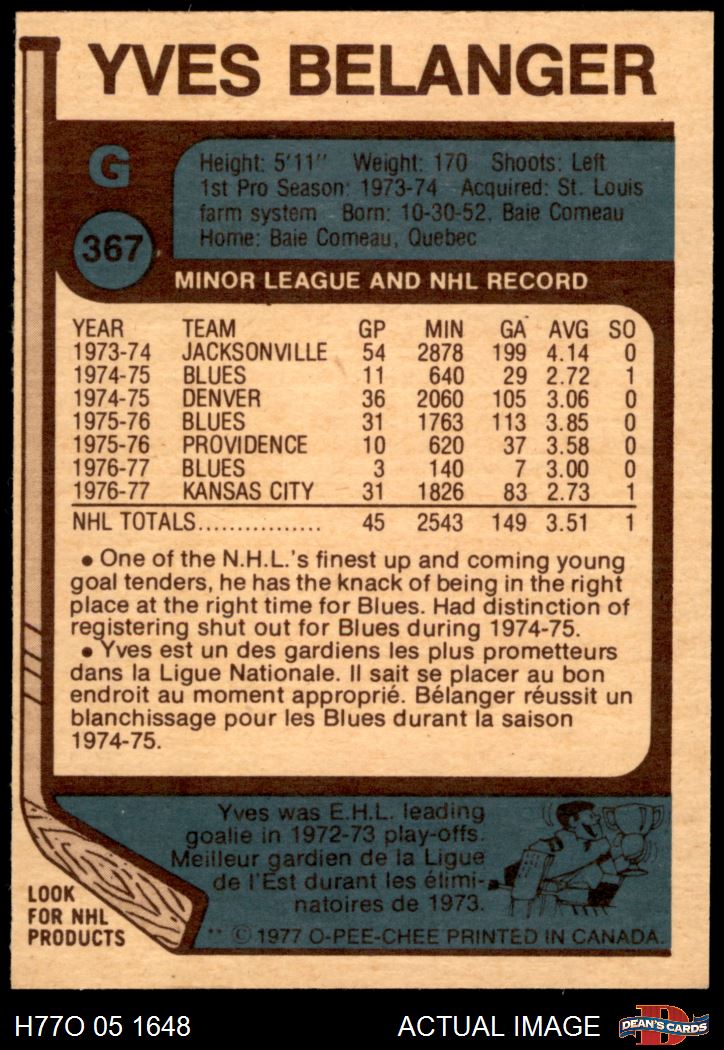 YVES BELANGER
G
367
Height: 5'11" Weight: 170 Shoots: Left
1st Pro Season: 1973-74 Acquired: St. Louis
farm system Born: 10-30-52, Baie Comeau
Home: Baie Comeau, Quebec
MINOR LEAGUE AND NHL RECORD
YEAR TEAM GP MIN GA AVG SO
1973-74 JACKSONVILLE 54 2878 199 4.14 0
1974-75 BLUES 11 640 29 2.72 1
1974-75 DENVER 36 2060 105 3.06 0
1975-76 BLUES 31 1763 113 3.85 0
1975-76 PROVIDENCE 10 620 37 3.58 0
1976-77 BLUES 3 140 7 3.00 0
1976-77 KANSAS CITY 31 1826 83 2.73 1
NHL TOTALS................ 45 2543 149 3.51 1
• One of the N.H.L.'s finest up and coming young
goal tenders, he has the knack of being in the right
place at the right time for Blues. Had distinction of
registering shut out for Blues during 1974-75.
• Yves est un des gardiens les plus prometteurs
dans la Ligue Nationale. Il sait se placer au bon
endroit au moment approprié. Bélanger réussit un
blanchissage pour les Blues durant la saison
1974-75.
Yves was E.H.L. leading
goalie in 1972-73 play-offs.
Meilleur gardien de la Ligue
de l'Est durant les élimi-
natoires de 1973.
LOOK
FOR NHL
PRODUCTS
** © 1977 O-PEE-CHEE PRINTED IN CANADA.
H77O 05 1648
ACTUAL IMAGE
D
DEAN'S CARDS